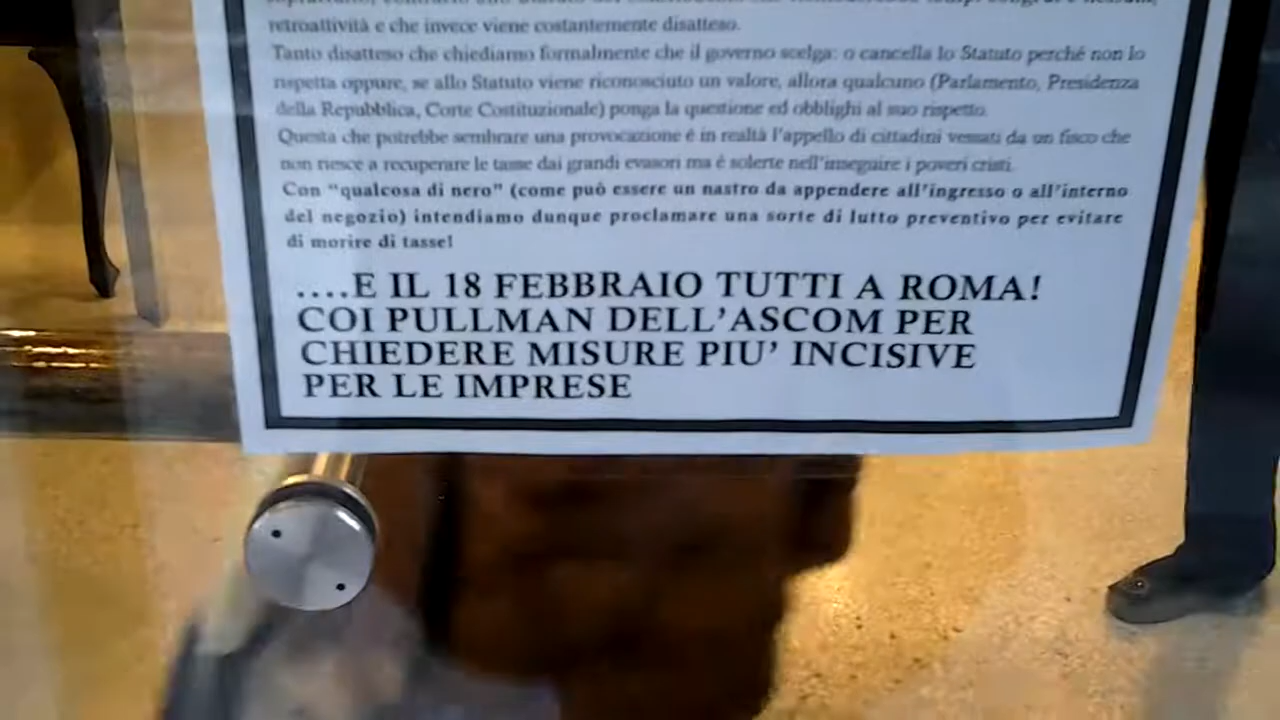 retroattività e che invece viene costantemente disatteso.
Tanto disatteso che chiediamo formalmente che il governo scelga: o cancella lo Statuto perché non lo
rispetta oppure, se allo Statuto viene riconosciuto un valore, allora qualcuno (Parlamento, Presidenza
della Repubblica, Corte Costituzionale) ponga la questione ed obblighi al suo rispetto.
Questa che potrebbe sembrare una provocazione è in realtà l'appello di cittadini vessati da un fisco che
non riesce a recuperare le tasse dai grandi evasori ma è solerte nell'inseguire i poveri cristi.
Con "qualcosa di nero" (come può essere un nastro da appendere all'ingresso o all'interno
del negozio) intendiamo dunque proclamare una sorte di lutto preventivo per evitare
di morire di tasse!
....E IL 18 FEBBRAIO TUTTI A ROMA!
COI PULLMAN DELL'ASCOM PER
CHIEDERE MISURE PIU' INCISIVE
PER LE IMPRESE